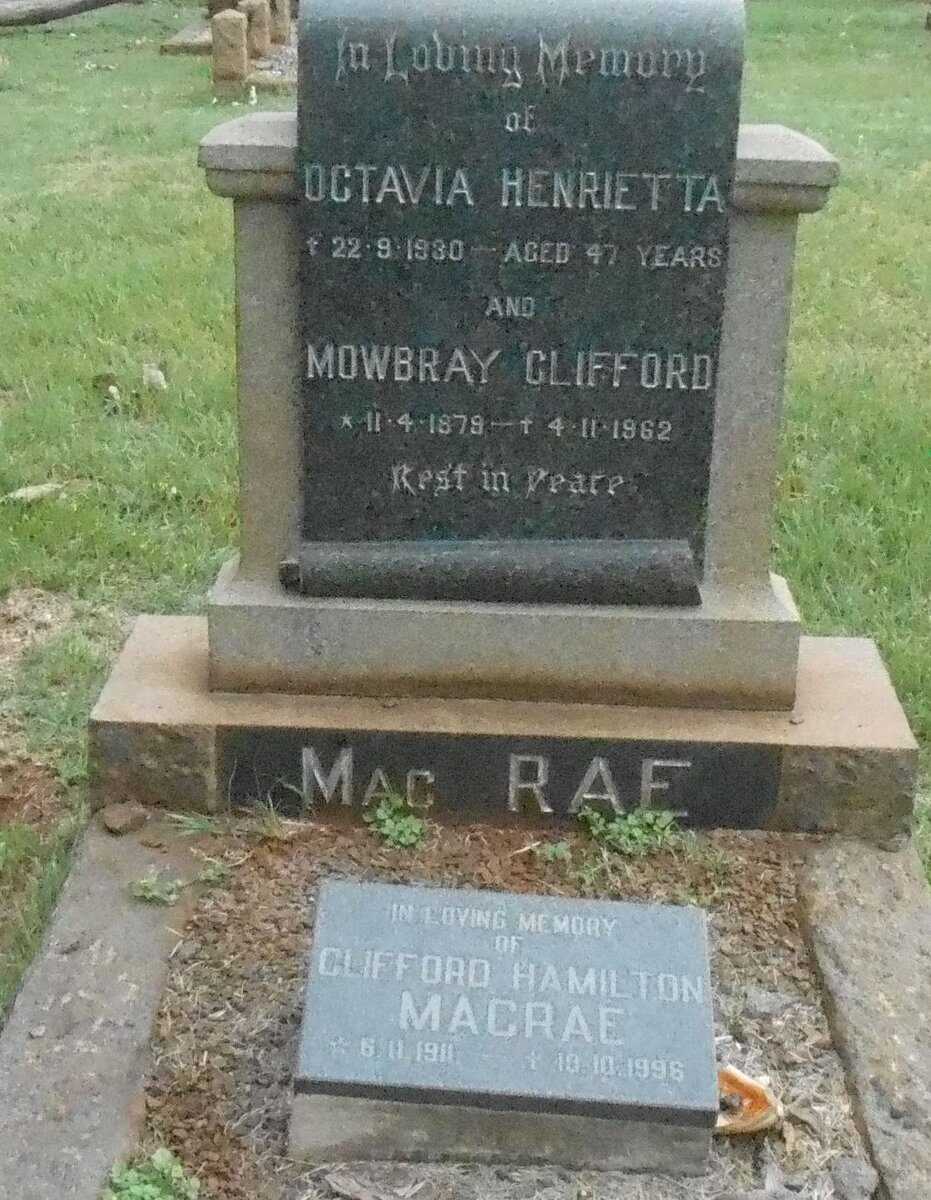 In Loving Memory
of
OCTAVIA HENRIETTA
† 22·9·1930 — AGED 47 YEARS
AND
MOWBRAY CLIFFORD
* 11·4·1879 — † 4·11·1962
Rest in Peace
MAC RAE
IN LOVING MEMORY
OF
CLIFFORD HAMILTON
MACRAE
* 6.11.1911 — † 10.10.1996